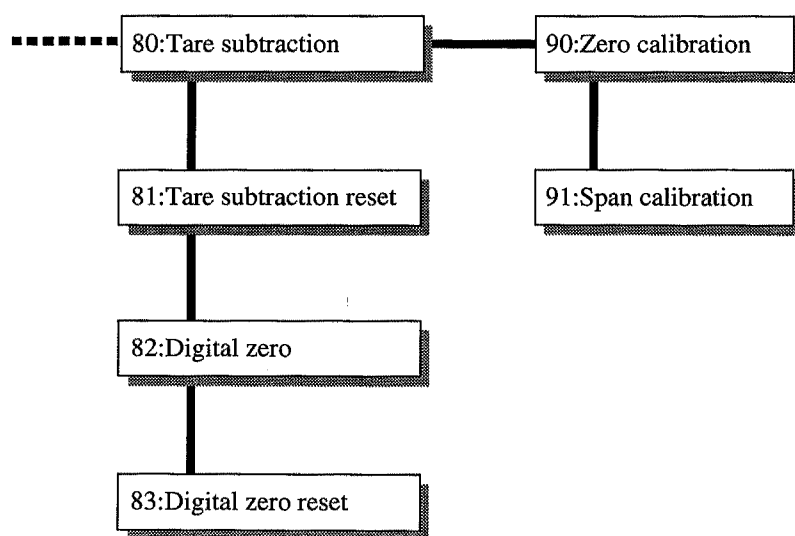 80:Tare subtraction
90:Zero calibration
81:Tare subtraction reset
91:Span calibration
82:Digital zero
83:Digital zero reset